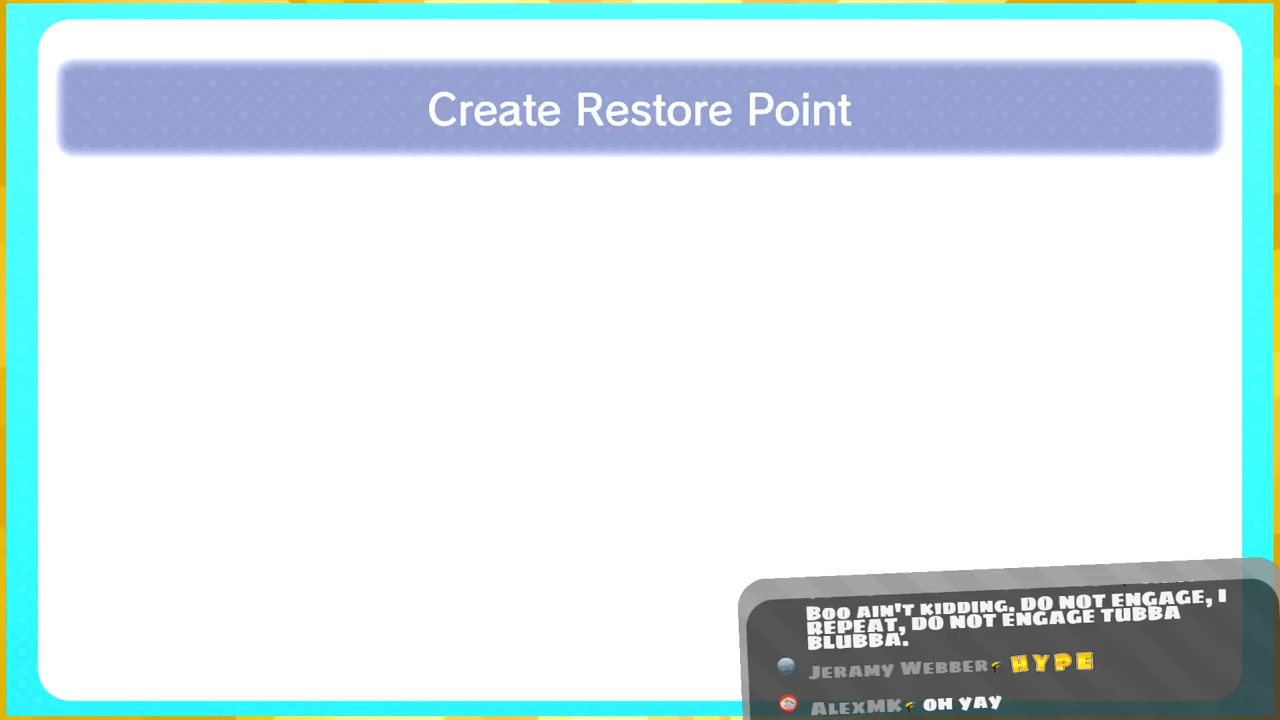 Create Restore Point
BOO AIN'T KIDDING. DO NOT ENGAGE, I
REPEAT, DO NOT ENGAGE TUBBA
BLUBBA.
JERAMY WEBBER HYPE
ALEXMK OH YAY